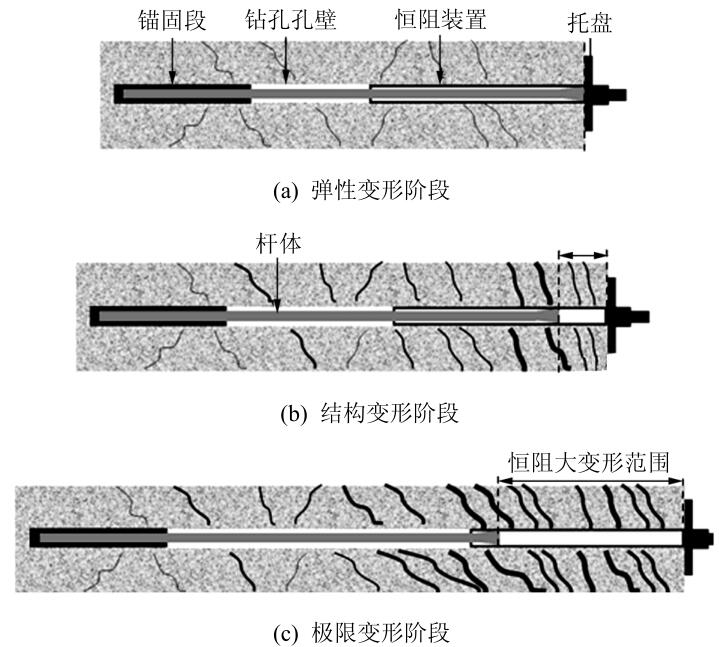 锚固段 钻孔孔壁 恒阻装置 托盘
(a) 弹性变形阶段
杆体
(b) 结构变形阶段
恒阻大变形范围
(c) 极限变形阶段